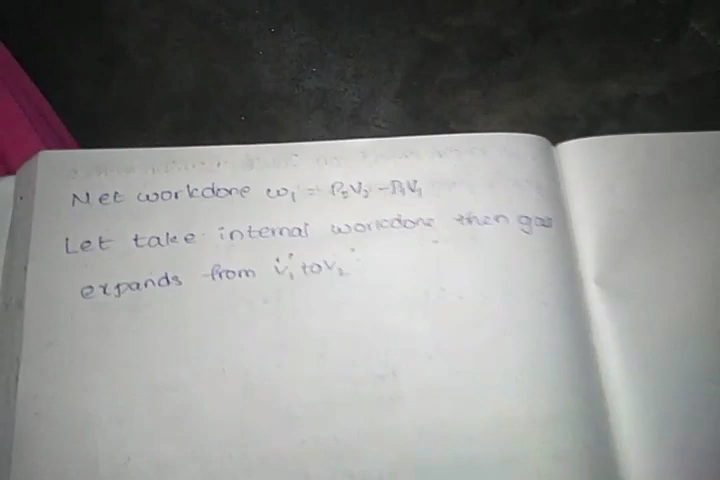 Net workdone w₁ = P₂V₂ - P₁V₁
Let take internal workdone then gas
expands from V₁ to V₂